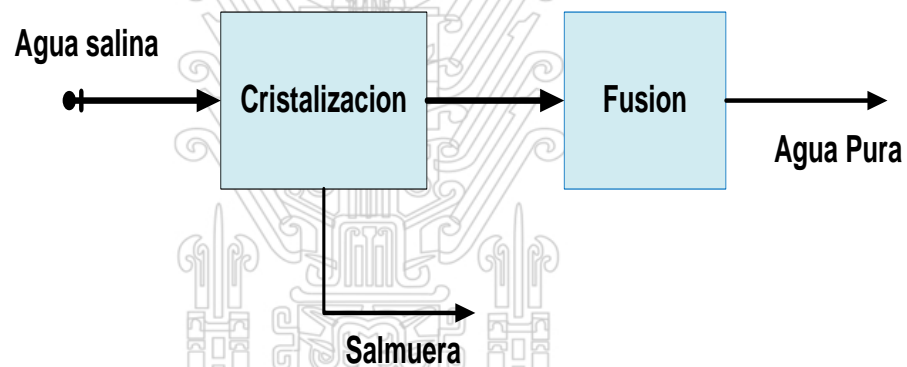 Agua salina
Cristalizacion
Fusion
Agua Pura
Salmuera